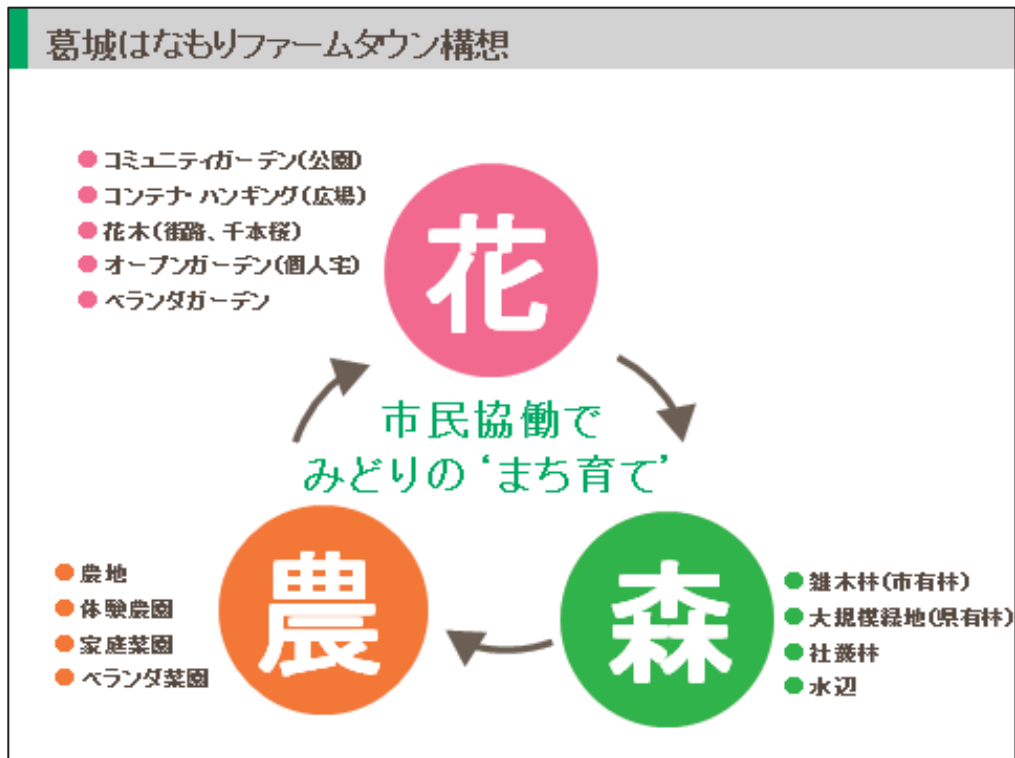 葛城はなもりファームタウン構想
コミュニティガーデン(公園)
コンテナ・ハンギング(広場)
花木(街路、千本桜)
オープンガーデン(個人宅)
ベランダガーデン
花
市民協働で
みどりの‘まち育て’
農
農地
体験農園
家庭菜園
ベランダ菜園
森
雑木林(市有林)
大規模緑地(県有林)
社叢林
水辺